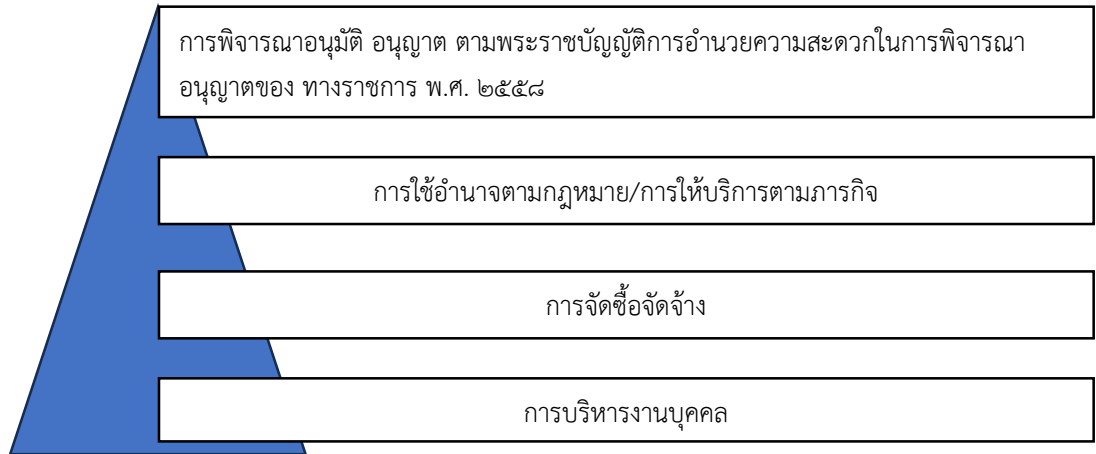 การพิจารณาอนุมัติ อนุญาต ตามพระราชบัญญัติการอำนวยความสะดวกในการพิจารณา
อนุญาตของ ทางราชการ พ.ศ. ๒๕๕๘
การใช้อำนาจตามกฎหมาย/การให้บริการตามภารกิจ
การจัดซื้อจัดจ้าง
การบริหารงานบุคคล